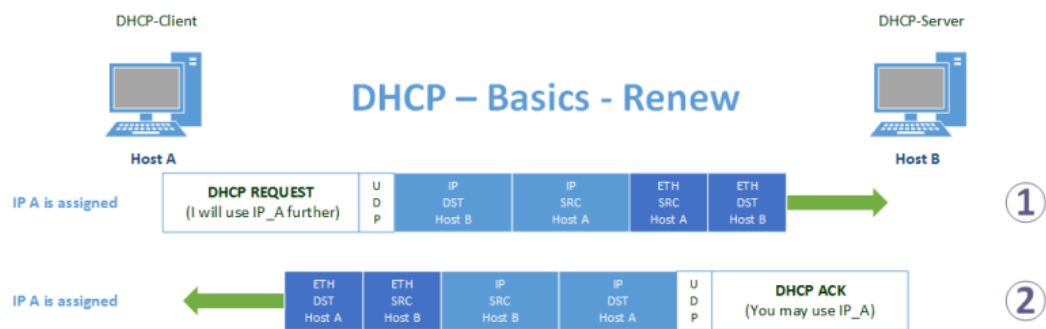 DHCP-Client
DHCP-Server
DHCP – Basics - Renew
Host A
Host B
IP A is assigned
DHCP REQUEST
(I will use IP_A further)
U
D
P
IP
DST
Host B
IP
SRC
Host A
ETH
SRC
Host A
ETH
DST
Host B
1
IP A is assigned
ETH
DST
Host A
ETH
SRC
Host B
IP
SRC
Host B
IP
DST
Host A
U
D
P
DHCP ACK
(You may use IP_A)
2